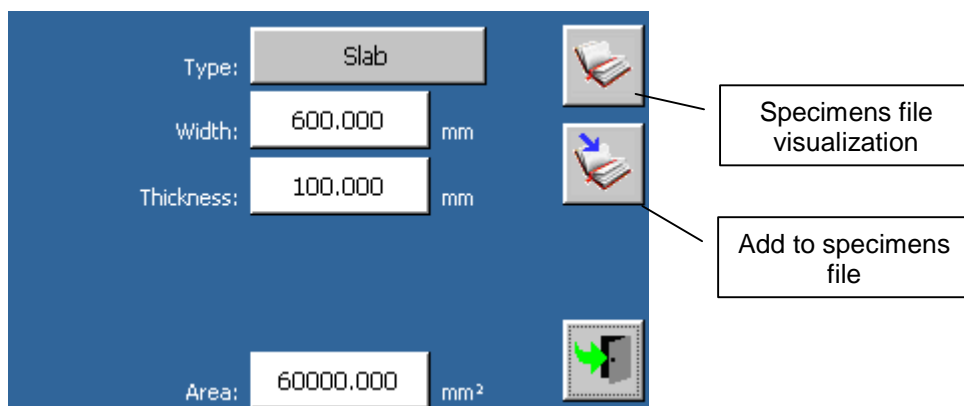 Type: Slab
Width: 600.000 mm
Thickness: 100.000 mm
Area: 60000.000 mm²
Specimens file
visualization
Add to specimens
file